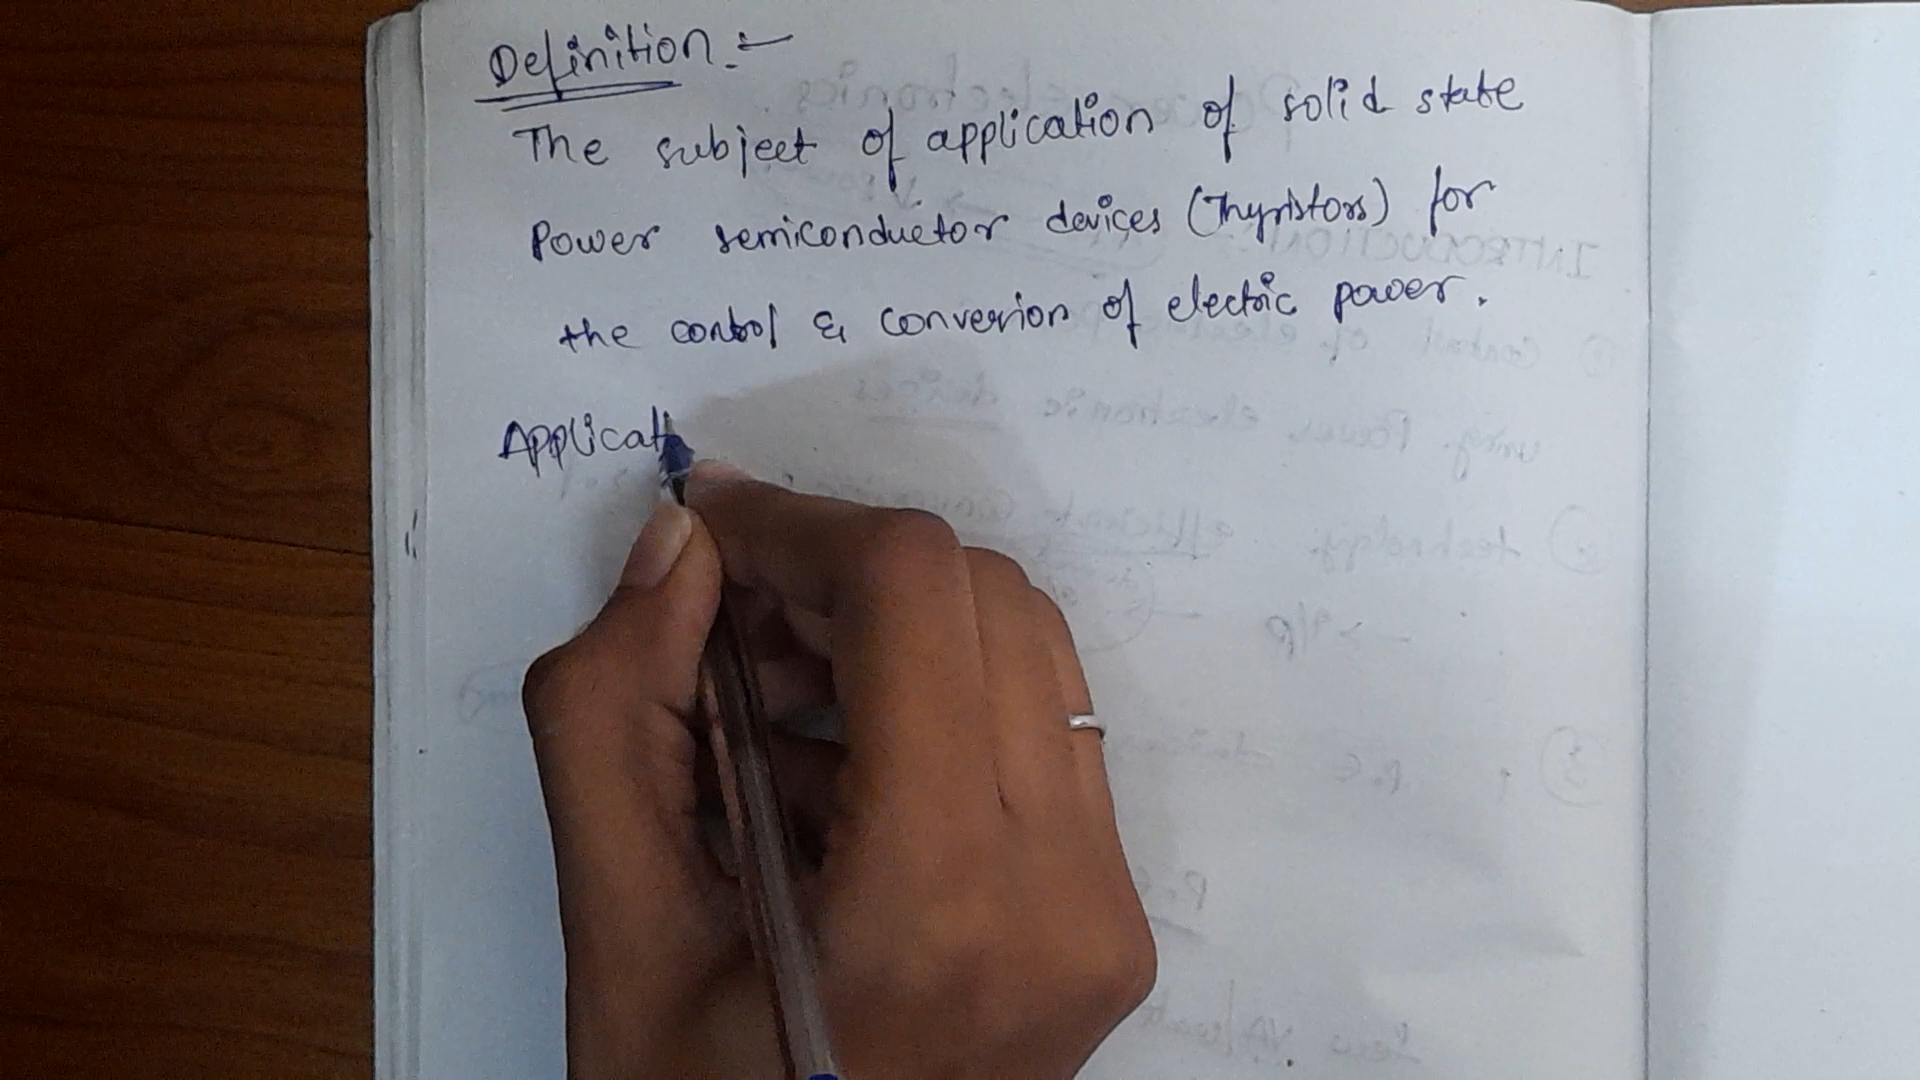 Definition :-
The subject of application of solid state
Power semiconductor devices (Thyristors) for
the control & conversion of electric power.
Applicat